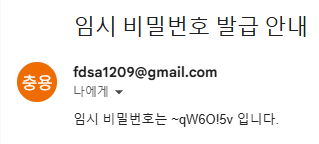 임시 비밀번호 발급 안내
충용
fdsa1209@gmail.com
나에게
임시 비밀번호는 ~qW6O!5v 입니다.